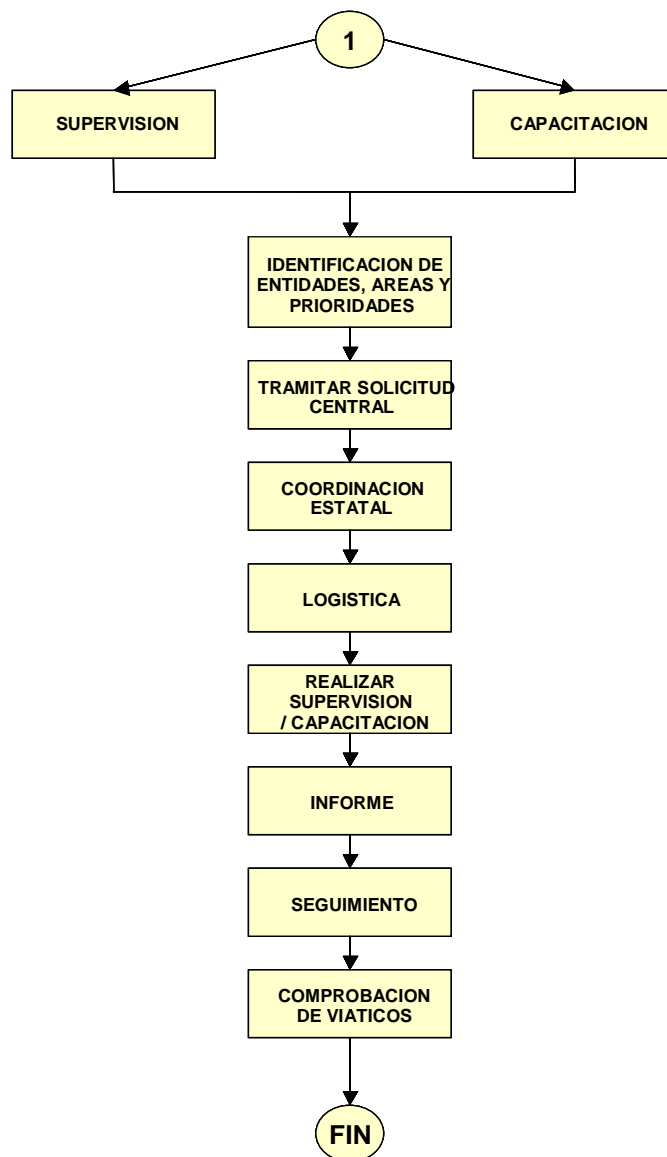 1
SUPERVISION
CAPACITACION
IDENTIFICACION DE
ENTIDADES, AREAS Y
PRIORIDADES
TRAMITAR SOLICITUD
CENTRAL
COORDINACION
ESTATAL
LOGISTICA
REALIZAR
SUPERVISION
/ CAPACITACION
INFORME
SEGUIMIENTO
COMPROBACION
DE VIATICOS
FIN